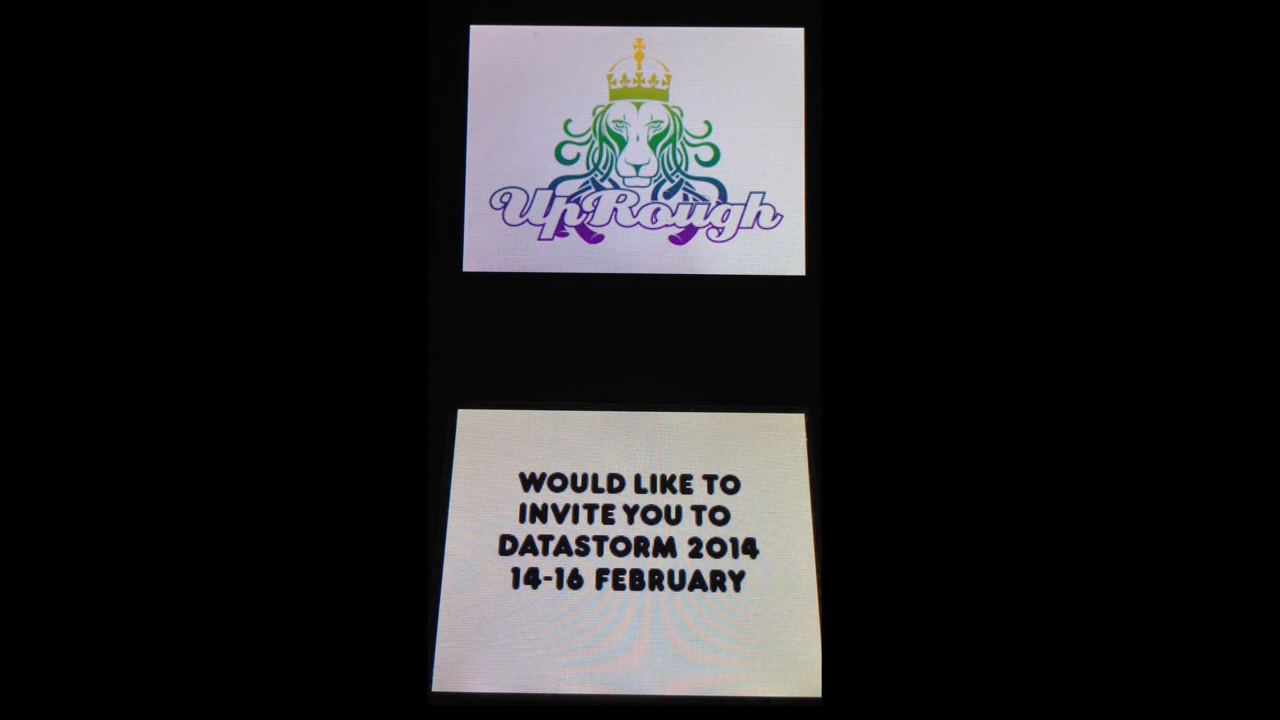 UpRough
WOULD LIKE TO
INVITE YOU TO
DATASTORM 2014
14-16 FEBRUARY